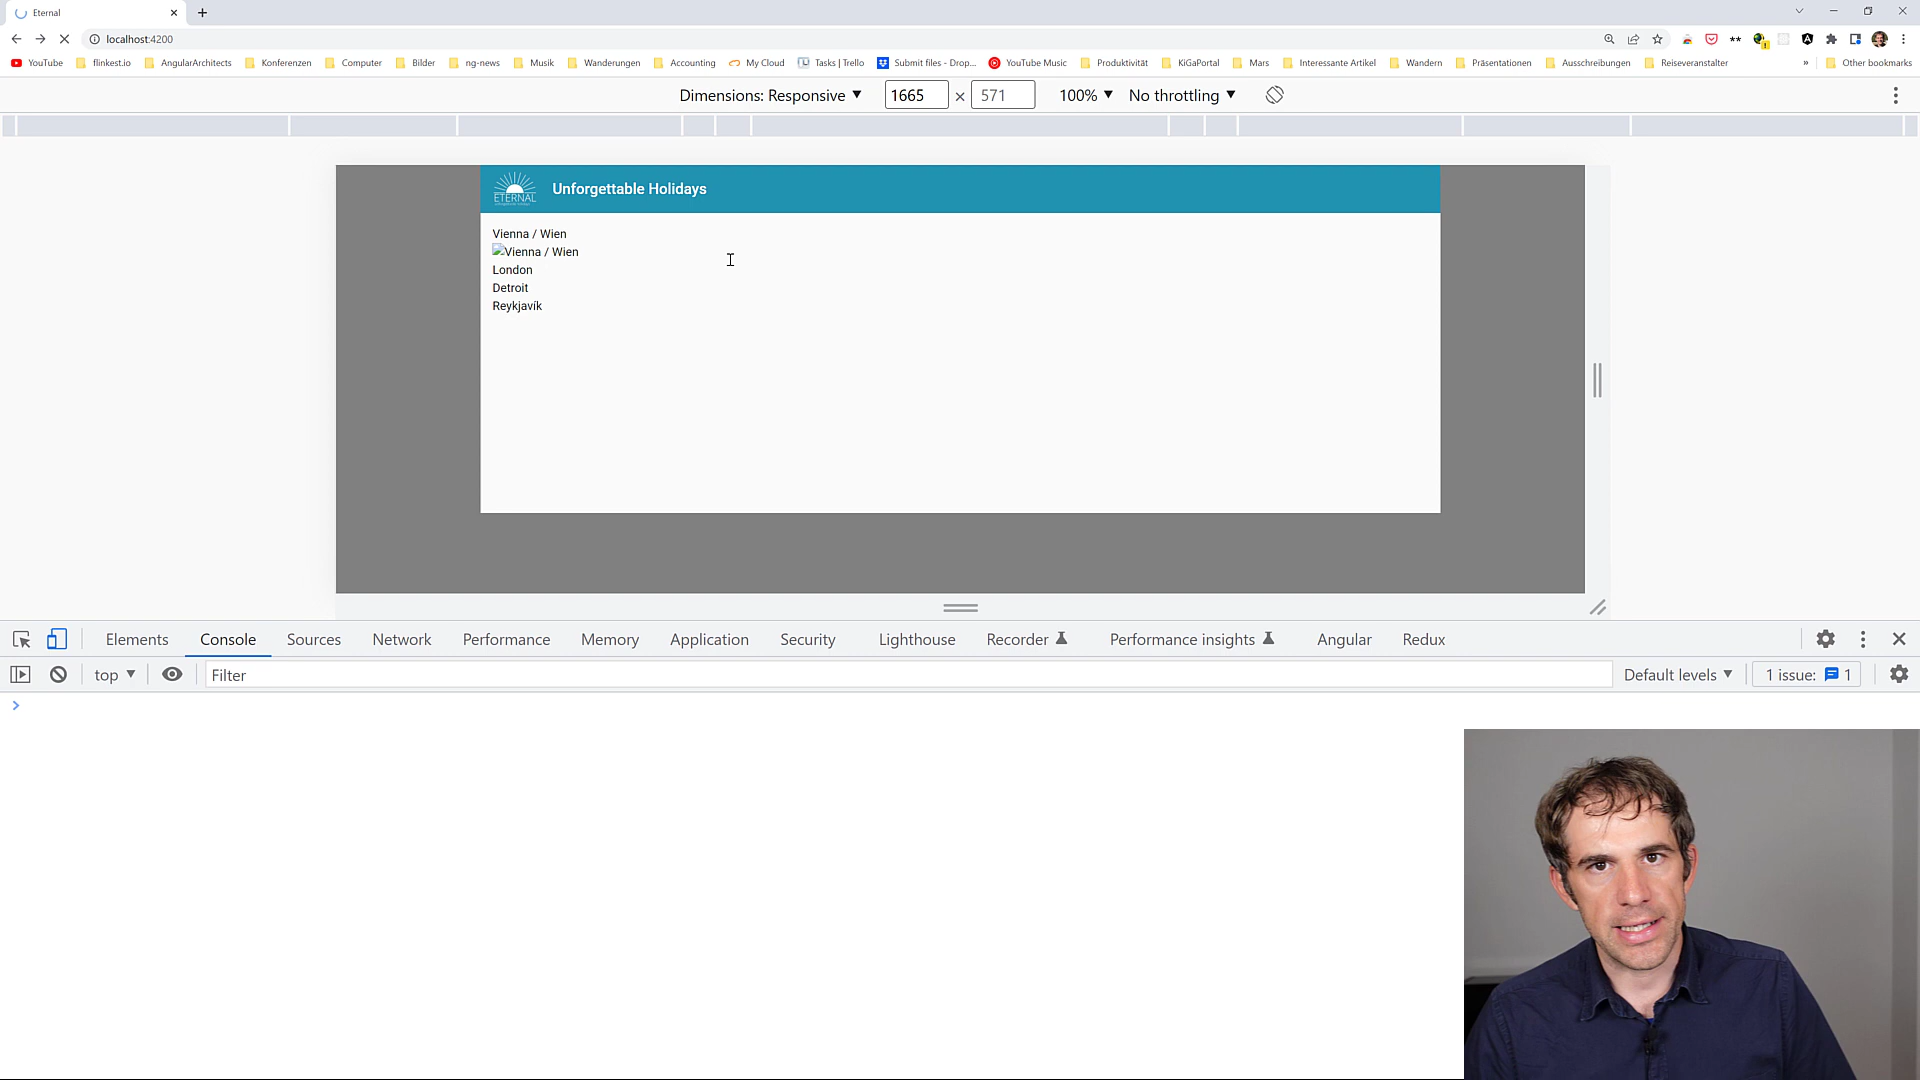 Eternal
localhost:4200
YouTube flinkest.io AngularArchitects Konferenzen Computer Bilder ng-news Musik Wanderungen Accounting My Cloud Tasks | Trello Submit files - Drop... YouTube Music Produktivität KiGaPortal Mars Interessante Artikel Wandern Präsentationen Ausschreibungen Reiseveranstalter » Other bookmarks
Dimensions: Responsive 1665 × 571 100% No throttling
ETERNAL
Unforgettable Holidays
Vienna / Wien
Vienna / Wien
London
Detroit
Reykjavík
Elements Console Sources Network Performance Memory Application Security Lighthouse Recorder Performance insights Angular Redux
top Filter Default levels 1 issue: 1